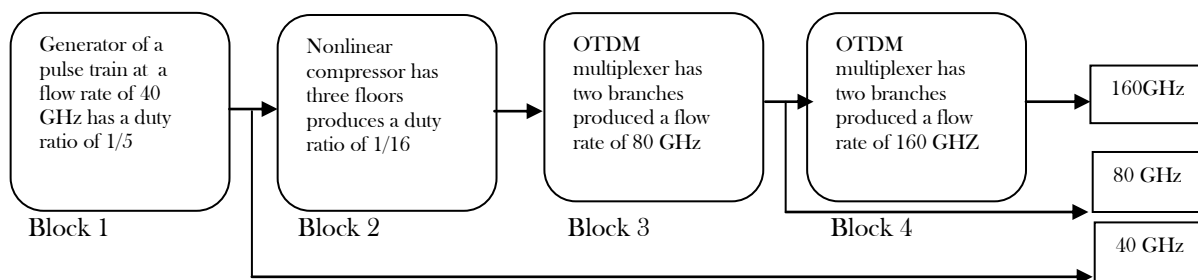 Generator of a
pulse train at a
flow rate of 40
GHz has a duty
ratio of 1/5
Block 1
Nonlinear
compressor has
three floors
produces a duty
ratio of 1/16
Block 2
OTDM
multiplexer has
two branches
produced a flow
rate of 80 GHz
Block 3
OTDM
multiplexer has
two branches
produced a flow
rate of 160 GHZ
Block 4
160GHz
80 GHz
40 GHz